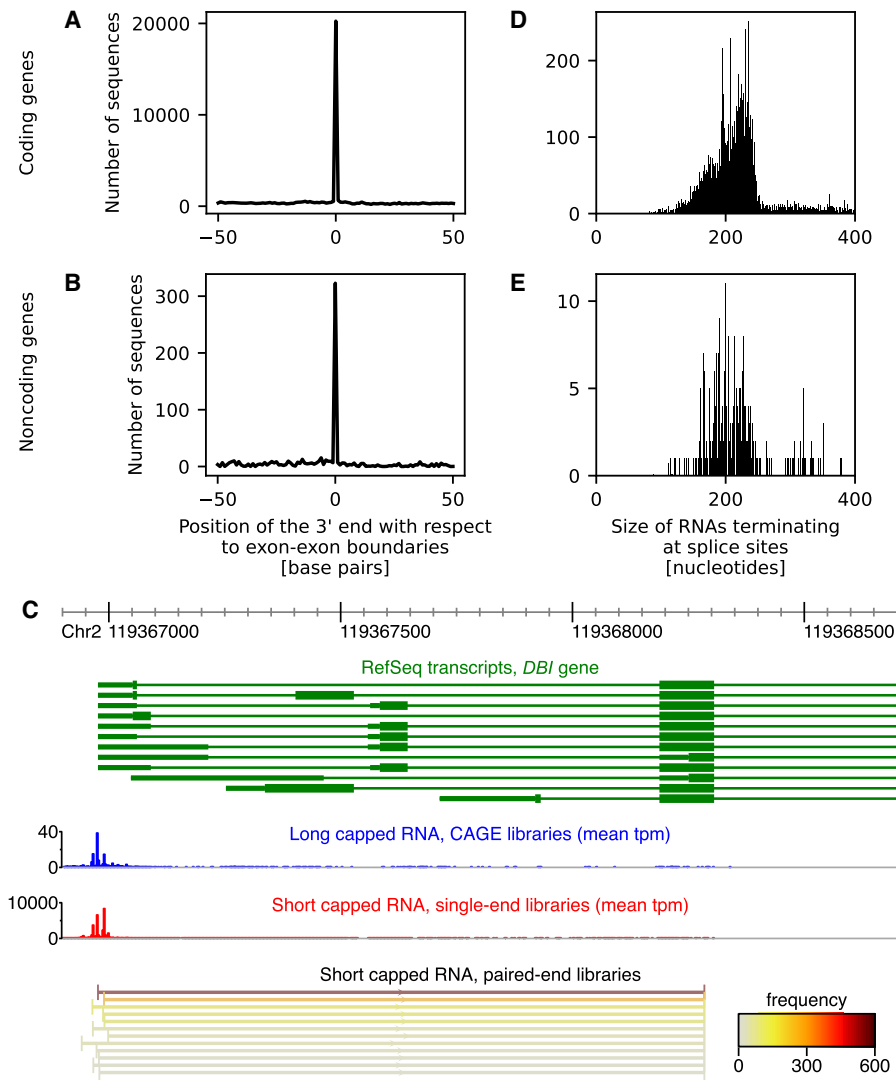 A
Coding genes
Number of sequences
20000
10000
0
−50
0
50
D
200
100
0
0
200
400
B
Noncoding genes
Number of sequences
300
200
100
0
−50
0
50
Position of the 3' end with respect
to exon-exon boundaries
[base pairs]
E
10
5
0
0
200
400
Size of RNAs terminating
at splice sites
[nucleotides]
C
Chr2 119367000
119367500
119368000
119368500
RefSeq transcripts, DBI gene
40
0
Long capped RNA, CAGE libraries (mean tpm)
10000
0
Short capped RNA, single-end libraries (mean tpm)
Short capped RNA, paired-end libraries
frequency
0
300
600